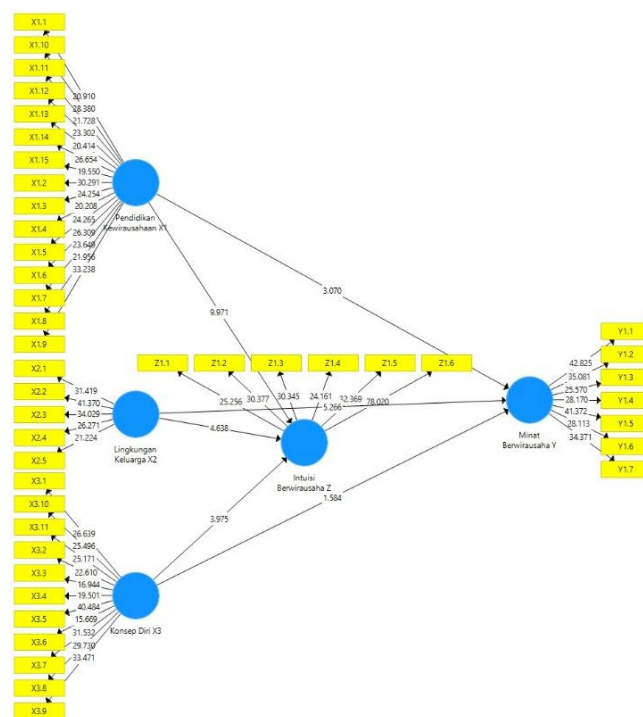 X1.1
X1.10
X1.11
X1.12
X1.13
X1.14
X1.15
X1.2
X1.3
X1.4
X1.5
X1.6
X1.7
X1.8
X1.9
20.910
28.380
21.728
23.302
20.414
26.654
19.550
30.291
24.254
20.208
24.265
26.309
23.649
21.956
33.238
Pendidikan
Kewirausahaan X1
3.070
9.971
Z1.1
Z1.2
Z1.3
Z1.4
Z1.5
Z1.6
25.256
30.377
30.345
24.161
32.369
78.020
5.266
X2.1
X2.2
X2.3
X2.4
X2.5
31.419
41.370
34.029
26.271
21.224
Lingkungan
Keluarga X2
4.638
Intuisi
Berwirausaha Z
Minat
Berwirausaha Y
42.825
35.081
25.570
28.170
41.372
28.113
34.371
Y1.1
Y1.2
Y1.3
Y1.4
Y1.5
Y1.6
Y1.7
3.975
1.584
X3.1
X3.10
X3.11
X3.2
X3.3
X3.4
X3.5
X3.6
X3.7
X3.8
X3.9
26.639
25.496
25.171
22.610
16.944
19.501
40.484
15.669
31.532
29.730
33.471
Konsep Diri X3